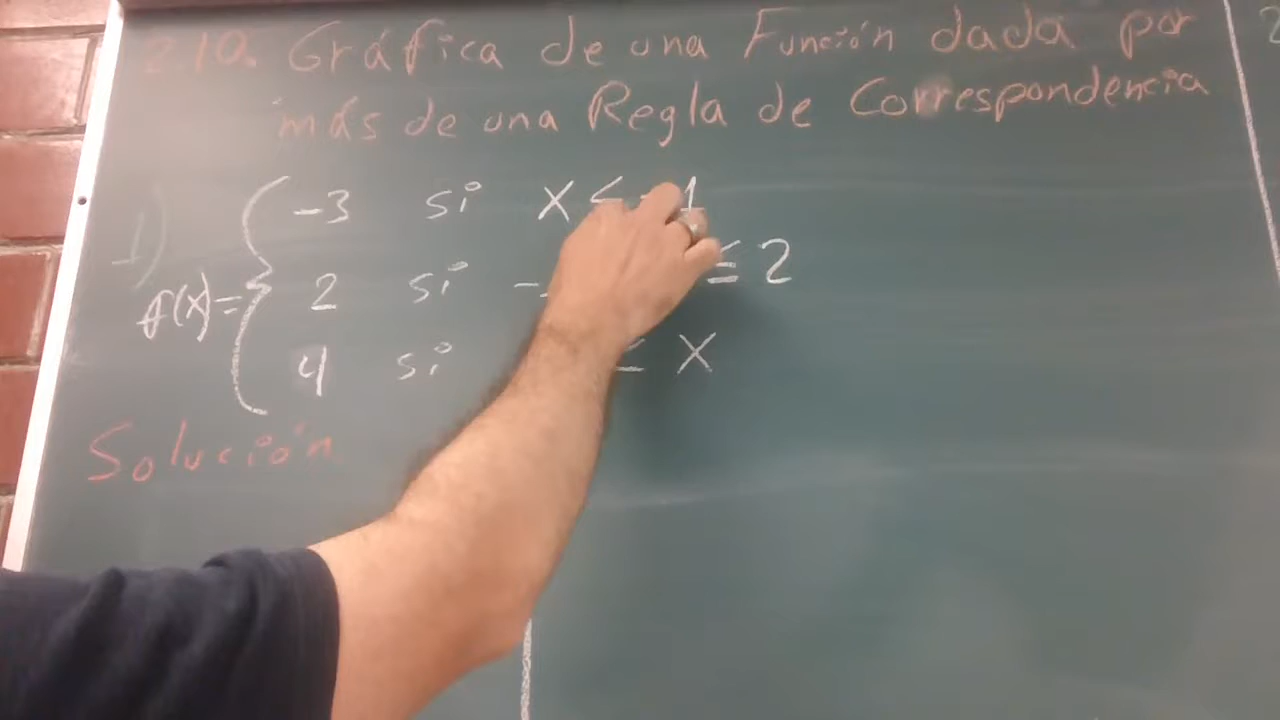 2.10. Gráfica de una Función dada por
más de una Regla de Correspondencia
1)
-3 si x ≤ -1
f(x)= { 2 si - ≤ 2
4 si ≤ x
Solución